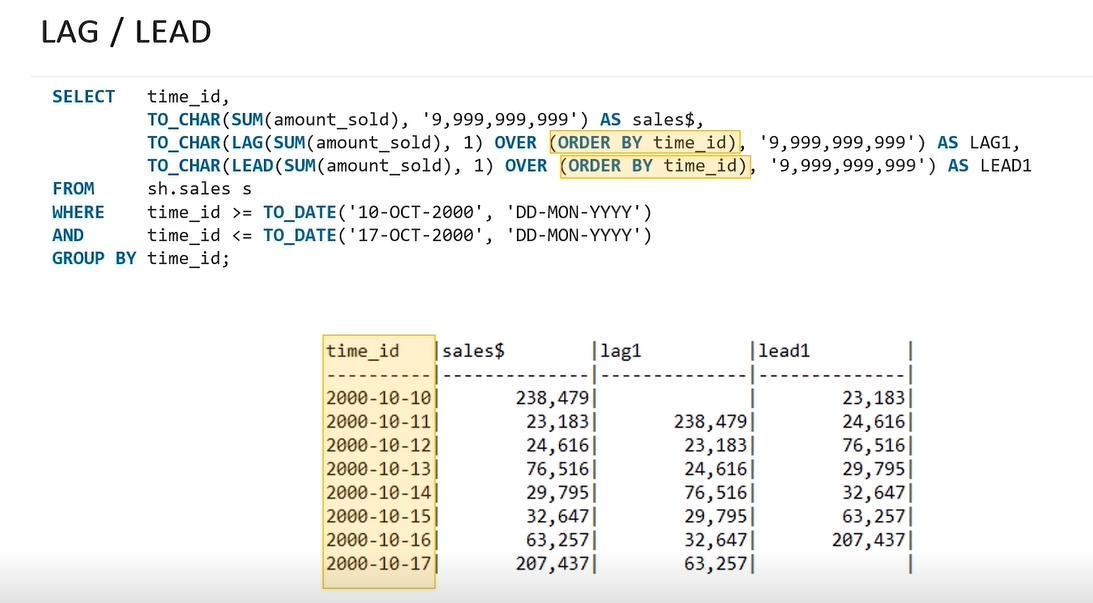 LAG / LEAD
SELECT time_id,
TO_CHAR(SUM(amount_sold), '9,999,999,999') AS sales$,
TO_CHAR(LAG(SUM(amount_sold), 1) OVER (ORDER BY time_id), '9,999,999,999') AS LAG1,
TO_CHAR(LEAD(SUM(amount_sold), 1) OVER (ORDER BY time_id), '9,999,999,999') AS LEAD1
FROM sh.sales s
WHERE time_id >= TO_DATE('10-OCT-2000', 'DD-MON-YYYY')
AND time_id <= TO_DATE('17-OCT-2000', 'DD-MON-YYYY')
GROUP BY time_id;
time_id |sales$ |lag1 |lead1 |
----------|--------------|--------------|--------------|
2000-10-10| 238,479| | 23,183|
2000-10-11| 23,183| 238,479| 24,616|
2000-10-12| 24,616| 23,183| 76,516|
2000-10-13| 76,516| 24,616| 29,795|
2000-10-14| 29,795| 76,516| 32,647|
2000-10-15| 32,647| 29,795| 63,257|
2000-10-16| 63,257| 32,647| 207,437|
2000-10-17| 207,437| 63,257| |